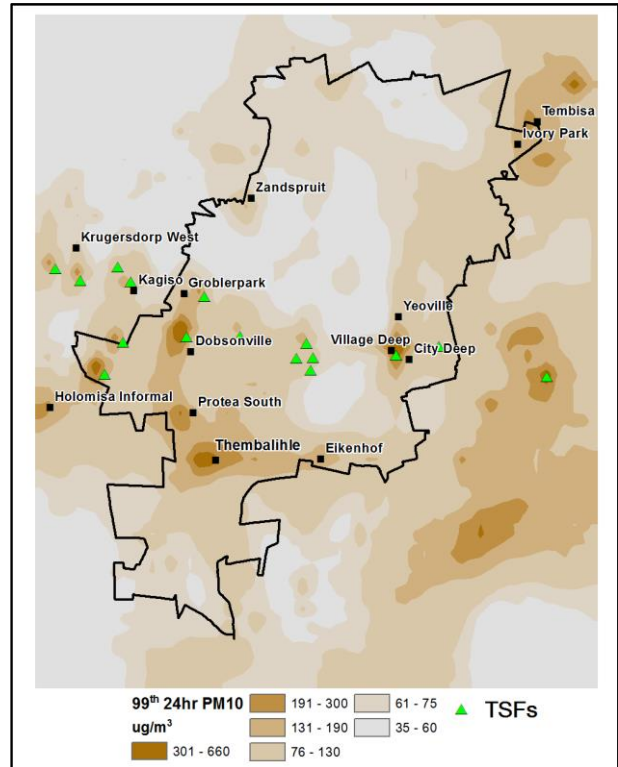 Tembisa
Ivory Park
Zandspruit
Krugersdorp West
Kagiso
Groblerpark
Yeoville
Village Deep
City Deep
Dobsonville
Holomisa Informal
Protea South
Thembalihle
Eikenhof
99th 24hr PM10
ug/m³
301 - 660
191 - 300
131 - 190
76 - 130
61 - 75
35 - 60
TSFs